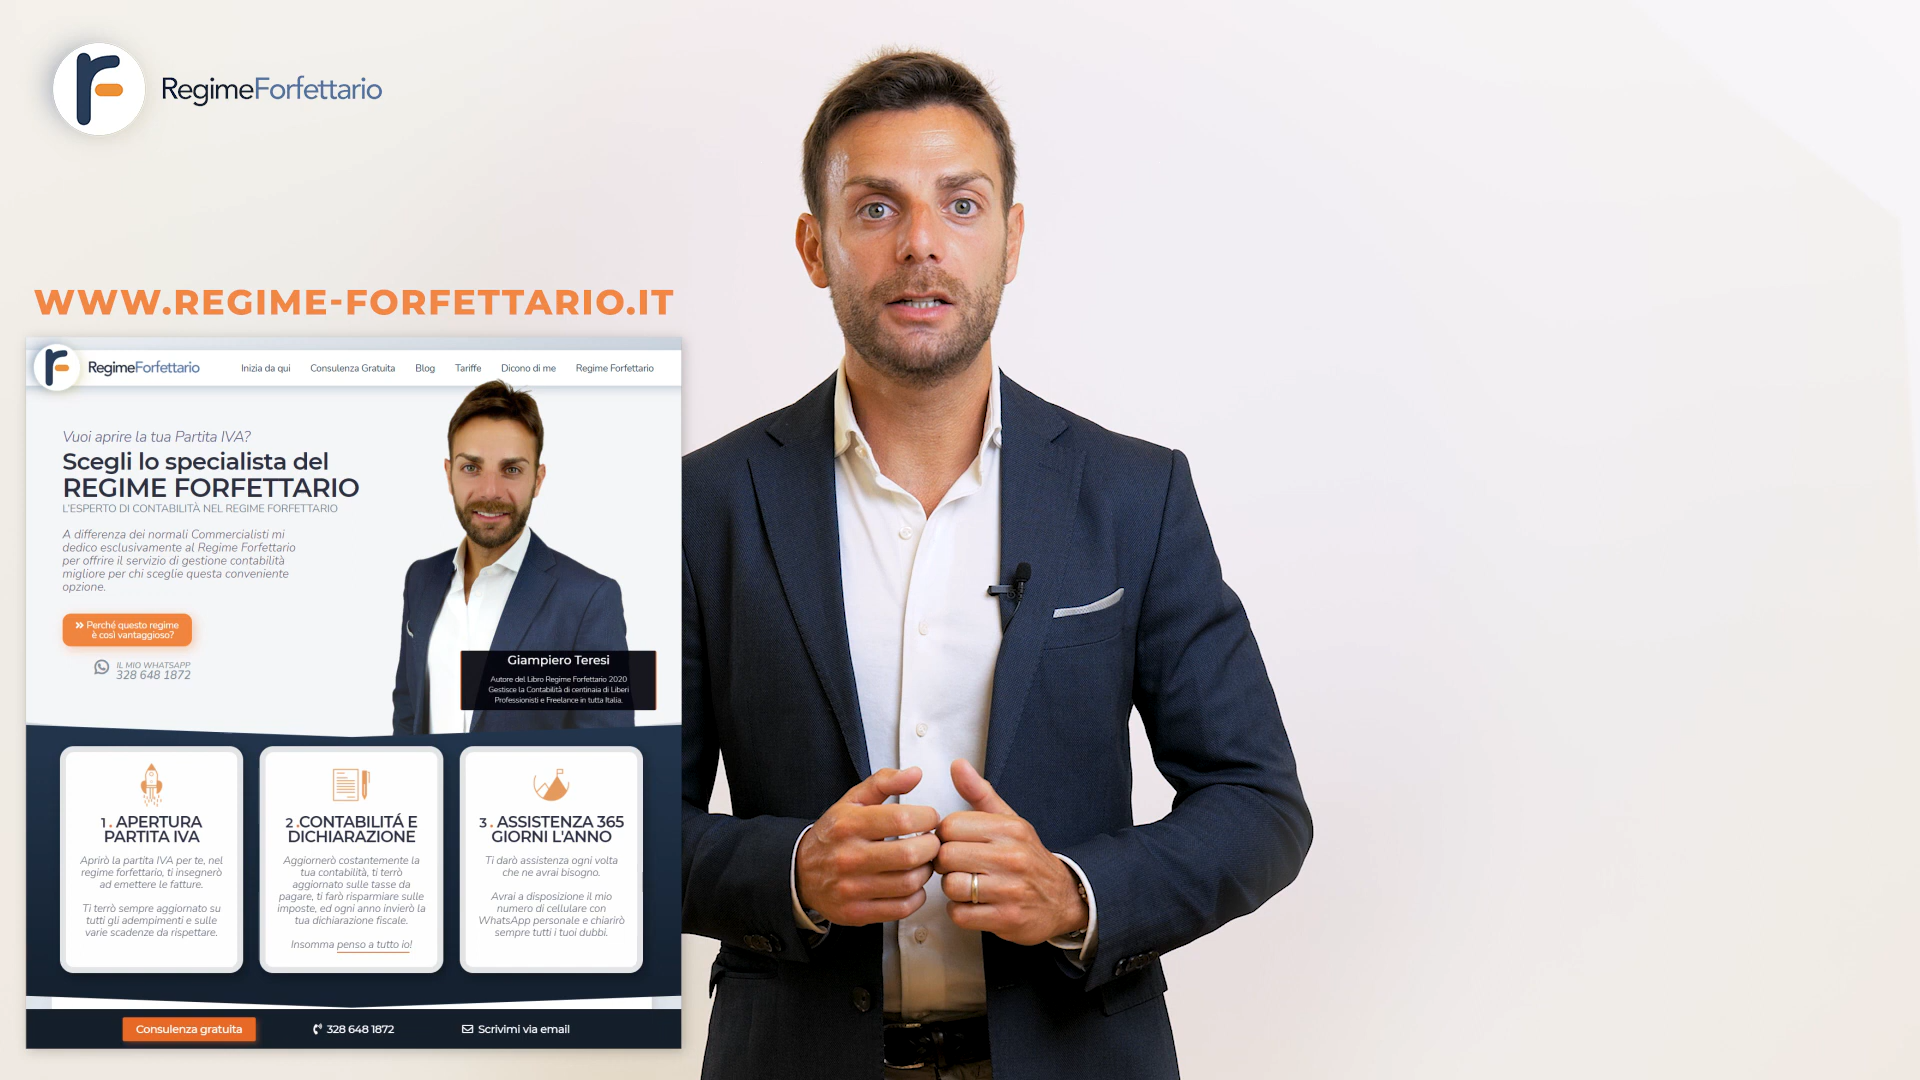 RegimeForfettario
WWW.REGIME-FORFETTARIO.IT
RegimeForfettario
Inizia da qui
Consulenza Gratuita
Blog
Tariffe
Dicono di me
Regime Forfettario
Vuoi aprire la tua Partita IVA?
Scegli lo specialista del
REGIME FORFETTARIO
L'ESPERTO DI CONTABILITÀ NEL REGIME FORFETTARIO
A differenza dei normali Commercialisti mi
dedico esclusivamente al Regime Forfettario
per offrire il servizio di gestione contabilità
migliore per chi sceglie questa conveniente
opzione.
Perché questo regime
è così vantaggioso?
IL MIO WHATSAPP
328 648 1872
Giampiero Teresi
Autore del Libro Regime Forfettario 2020
Gestisce la Contabilità di centinaia di Liberi
Professionisti e Freelance in tutta Italia.
1 . APERTURA
PARTITA IVA
Aprirò la partita IVA per te, nel
regime forfettario, ti insegnerò
ad emettere le fatture.
Ti terrò sempre aggiornato su
tutti gli adempimenti e sulle
varie scadenze da rispettare.
2 .CONTABILITÁ E
DICHIARAZIONE
Aggiornerò costantemente la
tua contabilità, ti terrò
aggiornato sulle tasse da
pagare, ti farò risparmiare sulle
imposte, ed ogni anno invierò la
tua dichiarazione fiscale.
Insomma penso a tutto io!
3 . ASSISTENZA 365
GIORNI L'ANNO
Ti darò assistenza ogni volta
che ne avrai bisogno.
Avrai a disposizione il mio
numero di cellulare con
WhatsApp personale e chiarirò
sempre tutti i tuoi dubbi.
Consulenza gratuita
328 648 1872
Scrivimi via email